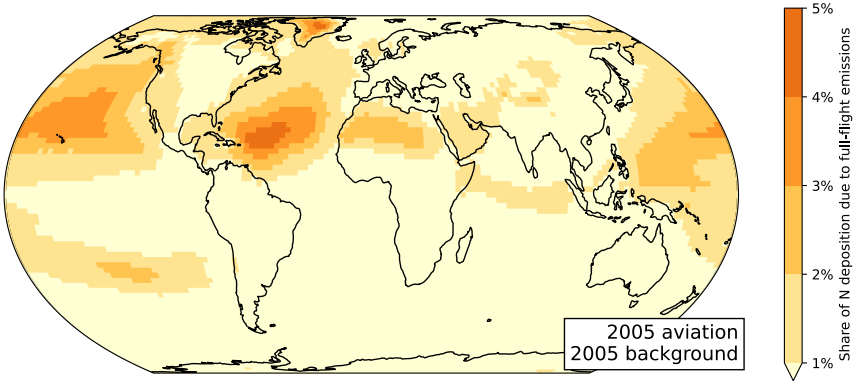 5%
4%
3%
2%
1%
Share of N deposition due to full-flight emissions
2005 aviation
2005 background